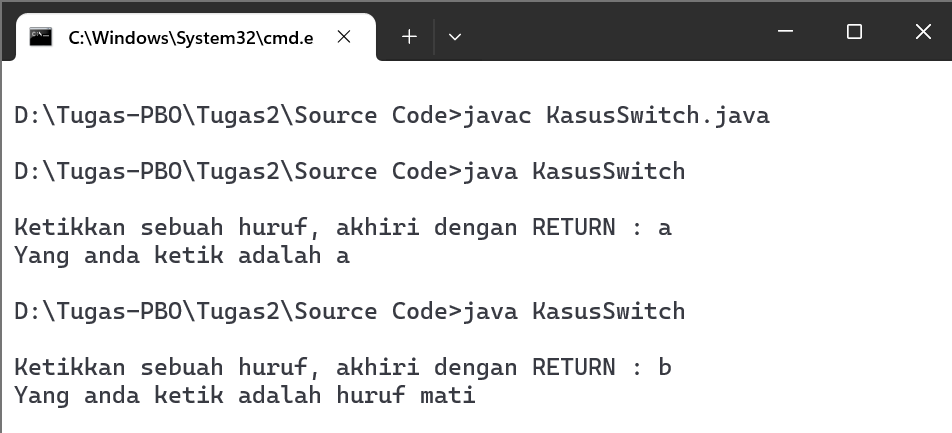 C:\Windows\System32\cmd.e
D:\Tugas-PBO\Tugas2\Source Code>javac KasusSwitch.java
D:\Tugas-PBO\Tugas2\Source Code>java KasusSwitch
Ketikkan sebuah huruf, akhiri dengan RETURN : a
Yang anda ketik adalah a
D:\Tugas-PBO\Tugas2\Source Code>java KasusSwitch
Ketikkan sebuah huruf, akhiri dengan RETURN : b
Yang anda ketik adalah huruf mati